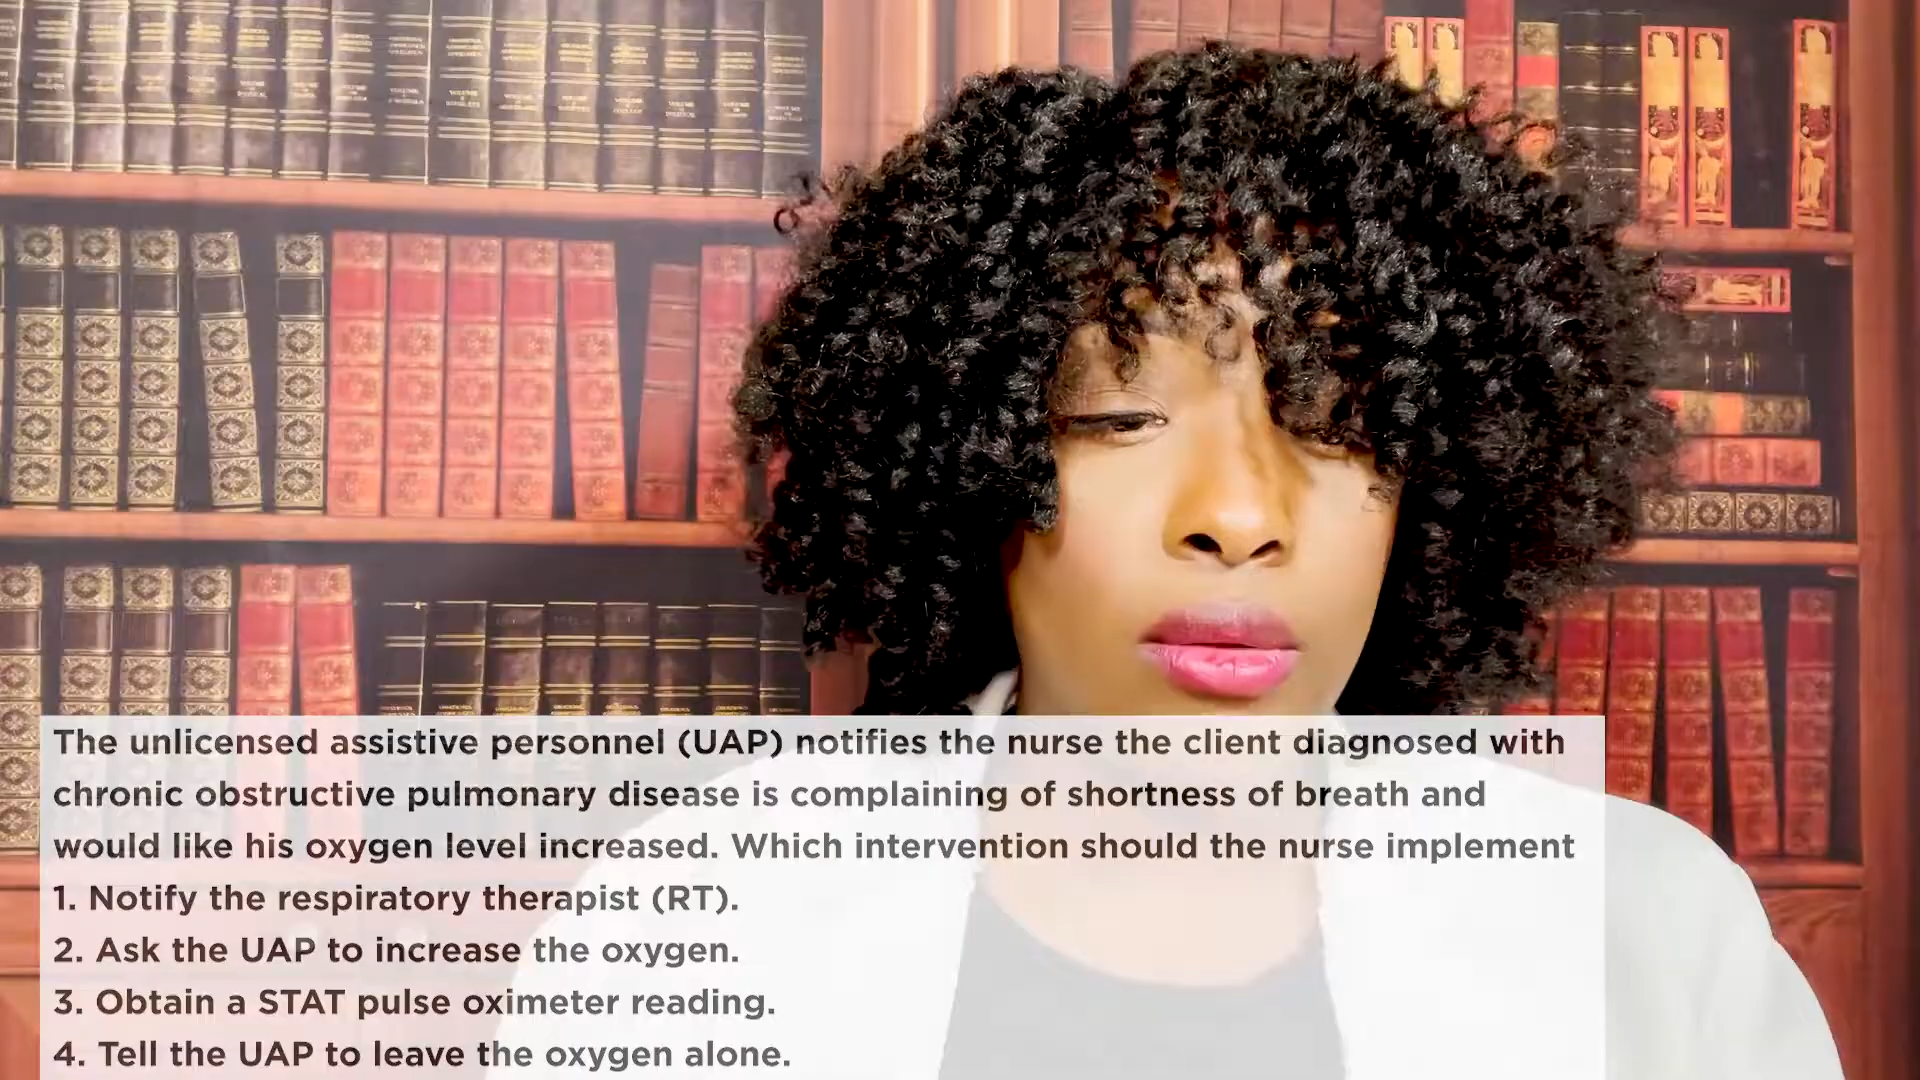 The unlicensed assistive personnel (UAP) notifies the nurse the client diagnosed with
chronic obstructive pulmonary disease is complaining of shortness of breath and
would like his oxygen level increased. Which intervention should the nurse implement
1. Notify the respiratory therapist (RT).
2. Ask the UAP to increase the oxygen.
3. Obtain a STAT pulse oximeter reading.
4. Tell the UAP to leave the oxygen alone.